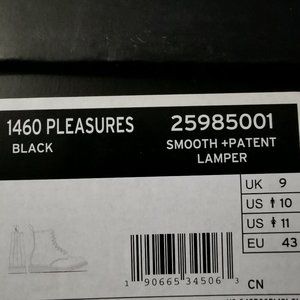 1460 PLEASURES 25985001
BLACK SMOOTH +PATENT
LAMPER
UK 9
US 10
US 11
EU 43
1 90665 34506 3 CN